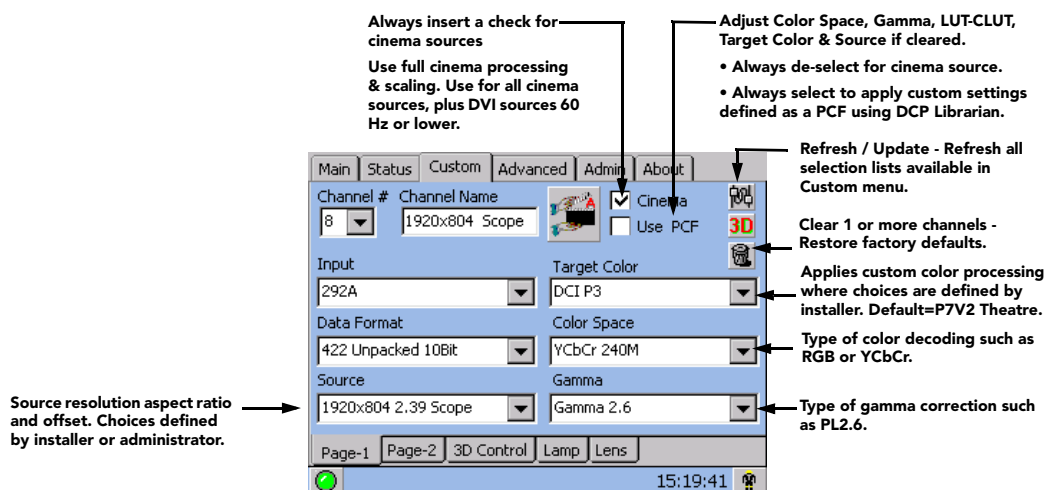 Always insert a check for
cinema sources
Use full cinema processing
& scaling. Use for all cinema
sources, plus DVI sources 60
Hz or lower.
Adjust Color Space, Gamma, LUT-CLUT,
Target Color & Source if cleared.
• Always de-select for cinema source.
• Always select to apply custom settings
defined as a PCF using DCP Librarian.
Refresh / Update - Refresh all
selection lists available in
Custom menu.
Clear 1 or more channels -
Restore factory defaults.
Applies custom color processing
where choices are defined by
installer. Default=P7V2 Theatre.
Type of color decoding such as
RGB or YCbCr.
Type of gamma correction such
as PL2.6.
Source resolution aspect ratio
and offset. Choices defined
by installer or administrator.
Main Status Custom Advanced Admin About
Channel # Channel Name
8 1920x804 Scope
A
Cinema
Use PCF
3D
Input Target Color
292A DCI P3
Data Format Color Space
422 Unpacked 10Bit YCbCr 240M
Source Gamma
1920x804 2.39 Scope Gamma 2.6
Page-1 Page-2 3D Control Lamp Lens
15:19:41